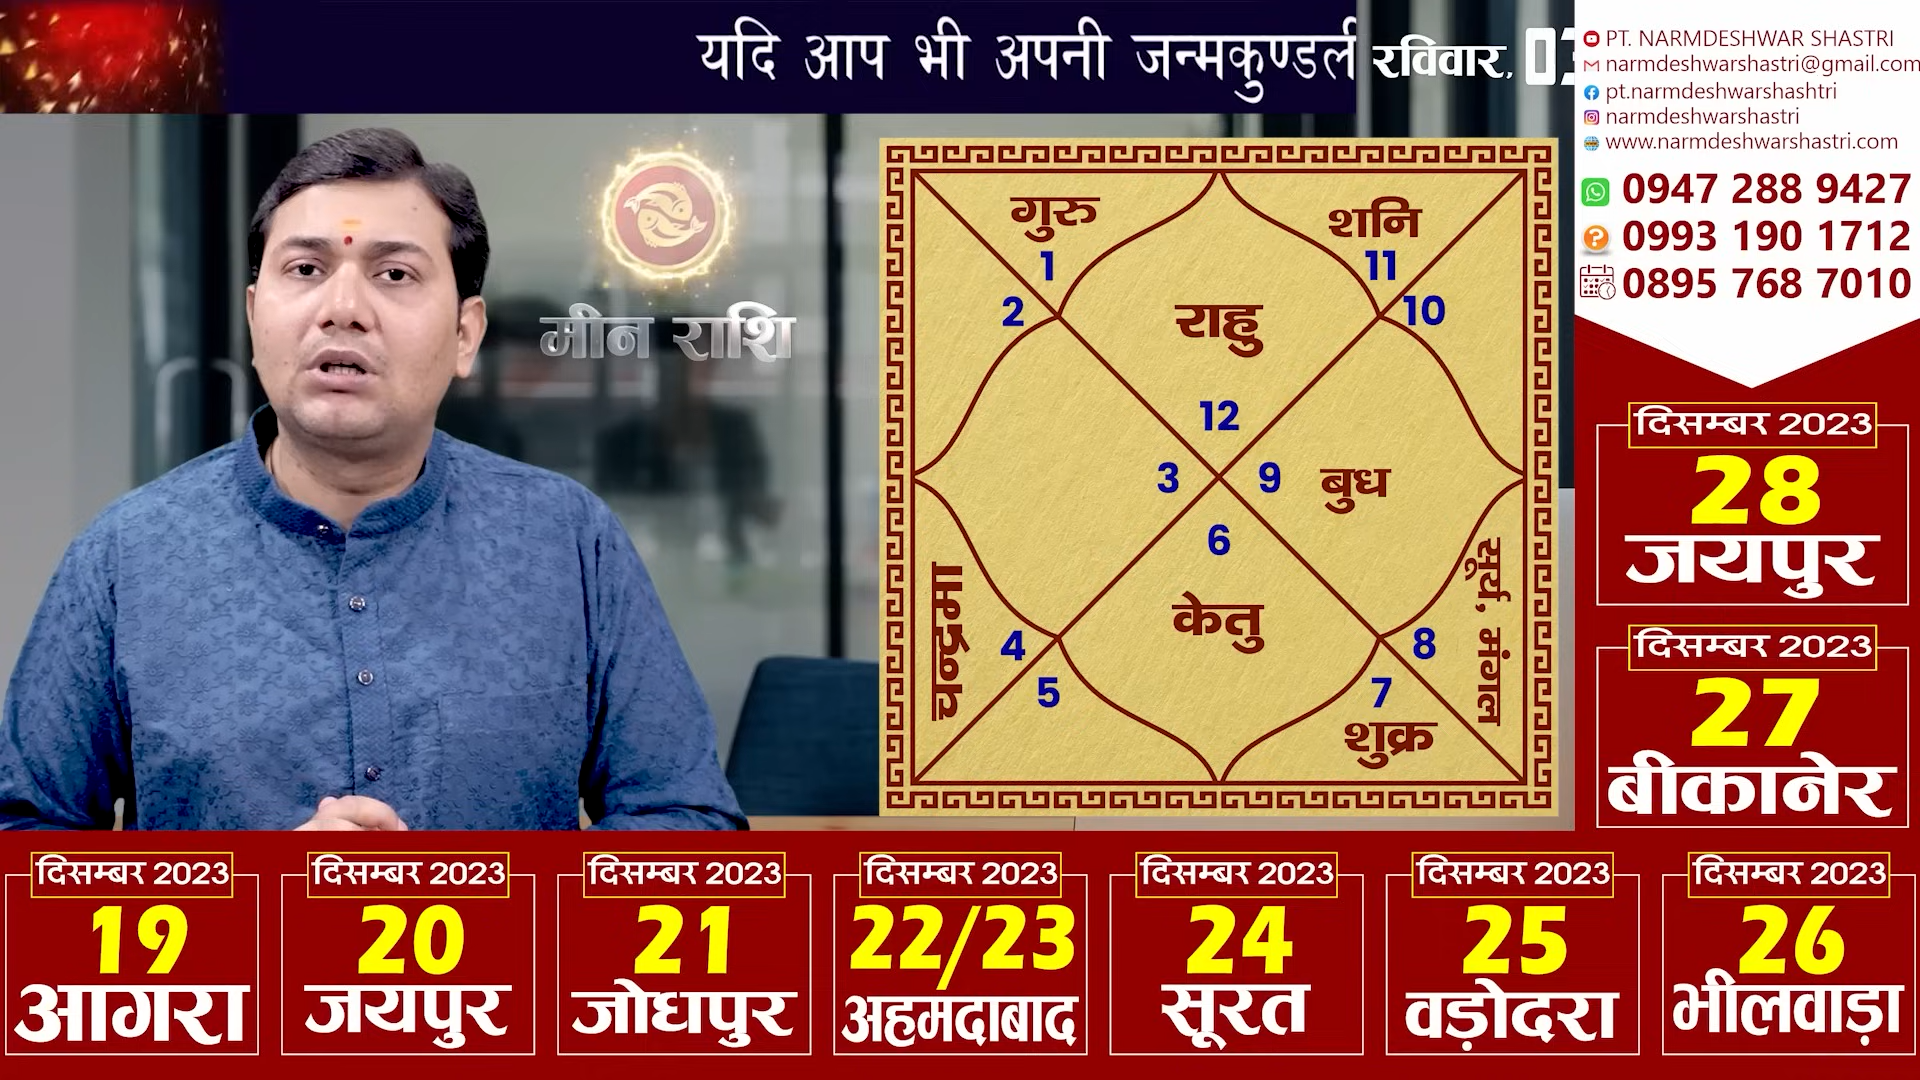 यदि आप भी अपनी जन्मकुण्डली
रविवार, 03
PT. NARMDESHWAR SHASTRI
narmdeshwarshastri@gmail.com
pt.narmdeshwarshashtri
narmdeshwarshastri
www.narmdeshwarshastri.com
0947 288 9427
0993 190 1712
0895 768 7010
मीन राशि
गुरु
शनि
1
11
2
10
राहु
12
3
9
बुध
6
केतु
चन्द्रमा
सूर्य, मंगल
4
8
5
7
शुक्र
दिसम्बर 2023
28
जयपुर
दिसम्बर 2023
27
बीकानेर
दिसम्बर 2023
19
आगरा
दिसम्बर 2023
20
जयपुर
दिसम्बर 2023
21
जोधपुर
दिसम्बर 2023
22/23
अहमदाबाद
दिसम्बर 2023
24
सूरत
दिसम्बर 2023
25
वड़ोदरा
दिसम्बर 2023
26
भीलवाड़ा